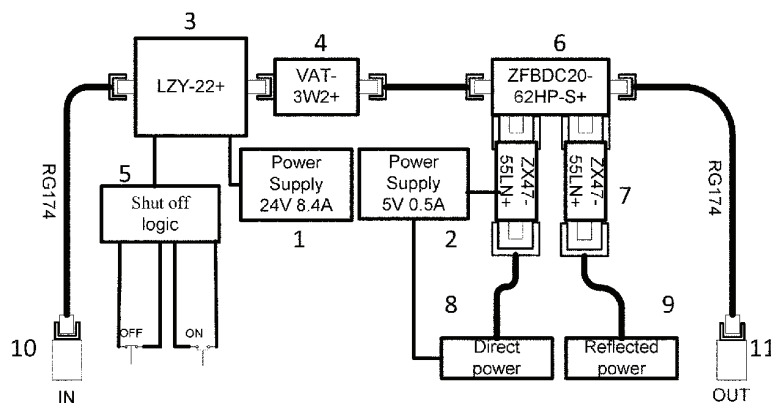 3
4
6
LZY-22+
VAT-
3W2+
ZFBDC20-
62HP-S+
RG174
5
Shut off
logic
Power
Supply
24V 8.4A
1
Power
Supply
5V 0.5A
2
ZX47-
55LN+
ZX47-
55LN+
7
RG174
8
9
OFF
ON
10
IN
Direct
power
Reflected
power
11
OUT